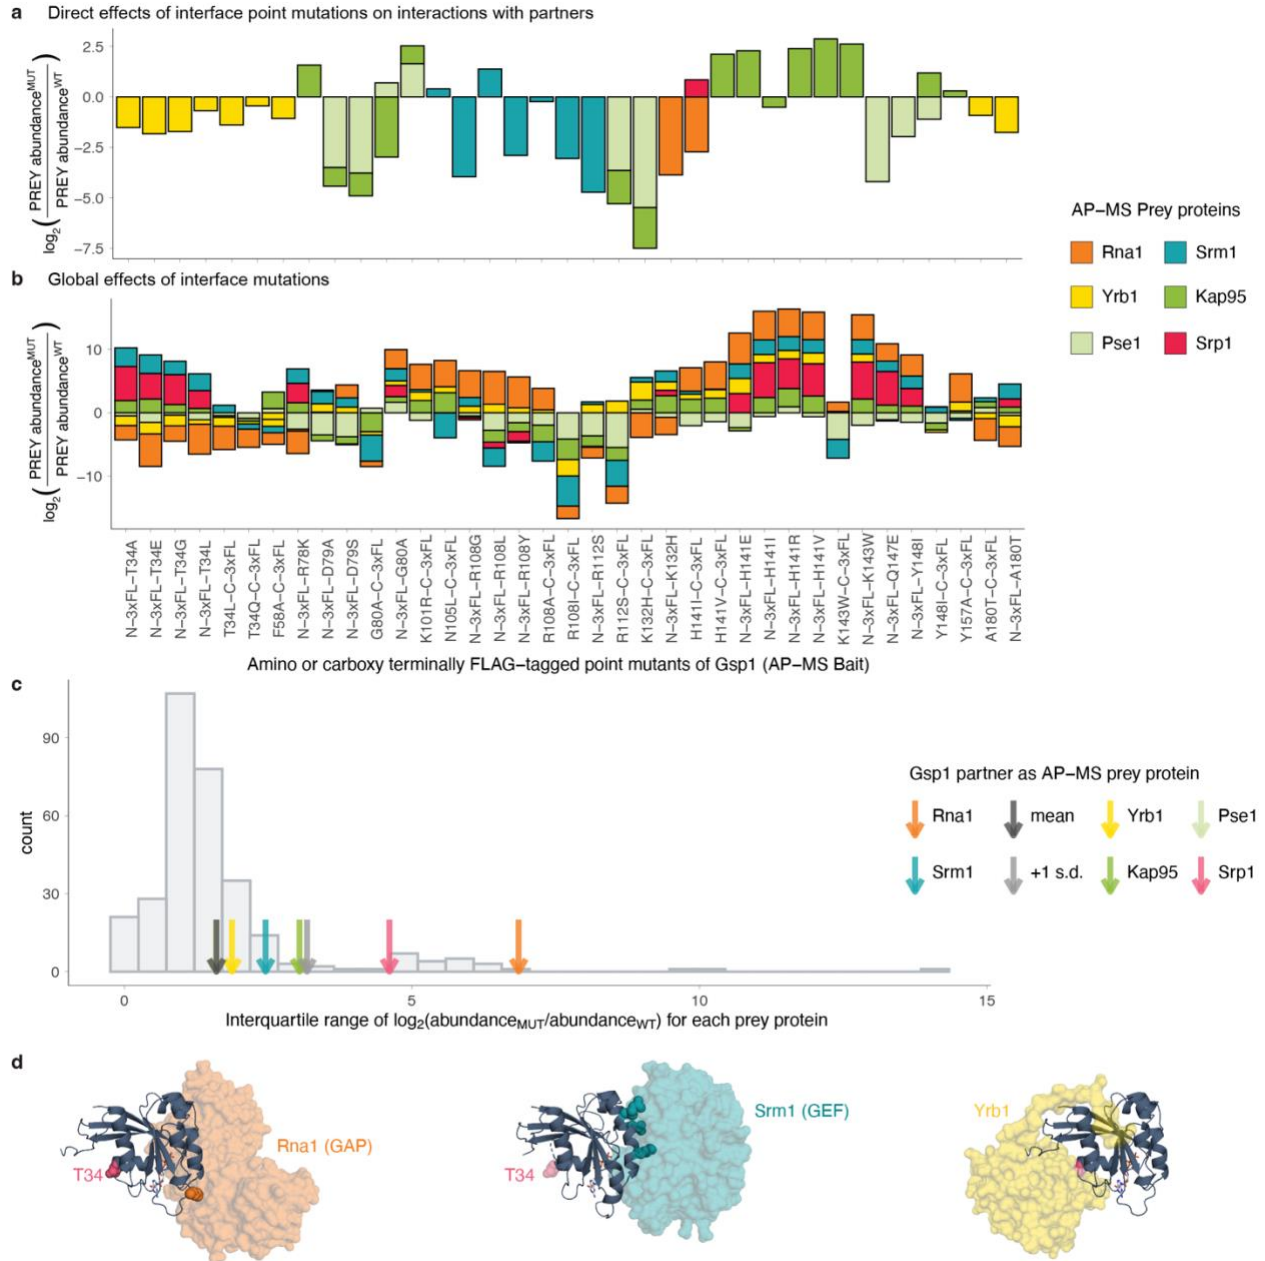 a Direct effects of interface point mutations on interactions with partners
2.5
0.0
−2.5
−5.0
−7.5
log2(PREY abundanceMUT / PREY abundanceWT)
AP−MS Prey proteins
Rna1 Srm1
Yrb1 Kap95
Pse1 Srp1
b Global effects of interface mutations
10
0
−10
log2(PREY abundanceMUT / PREY abundanceWT)
N−3xFL−T34A
N−3xFL−T34E
N−3xFL−T34G
N−3xFL−T34L
T34L−C−3xFL
T34Q−C−3xFL
F58A−C−3xFL
N−3xFL−R78K
N−3xFL−D79A
N−3xFL−D79S
G80A−C−3xFL
N−3xFL−G80A
K101R−C−3xFL
N105L−C−3xFL
N−3xFL−R108G
N−3xFL−R108L
N−3xFL−R108Y
R108A−C−3xFL
R108I−C−3xFL
N−3xFL−R112S
R112S−C−3xFL
K132H−C−3xFL
N−3xFL−K132H
H141I−C−3xFL
H141V−C−3xFL
N−3xFL−H141E
N−3xFL−H141I
N−3xFL−H141R
N−3xFL−H141V
K143W−C−3xFL
N−3xFL−K143W
N−3xFL−Q147E
N−3xFL−Y148I
Y148I−C−3xFL
Y157A−C−3xFL
A180T−C−3xFL
N−3xFL−A180T
Amino or carboxy terminally FLAG−tagged point mutants of Gsp1 (AP−MS Bait)
c
90
60
30
0
count
0 5 10 15
Interquartile range of log2(abundanceMUT/abundanceWT) for each prey protein
Gsp1 partner as AP−MS prey protein
Rna1 mean Yrb1 Pse1
Srm1 +1 s.d. Kap95 Srp1
d
T34
Rna1 (GAP)
T34
Srm1 (GEF)
Yrb1